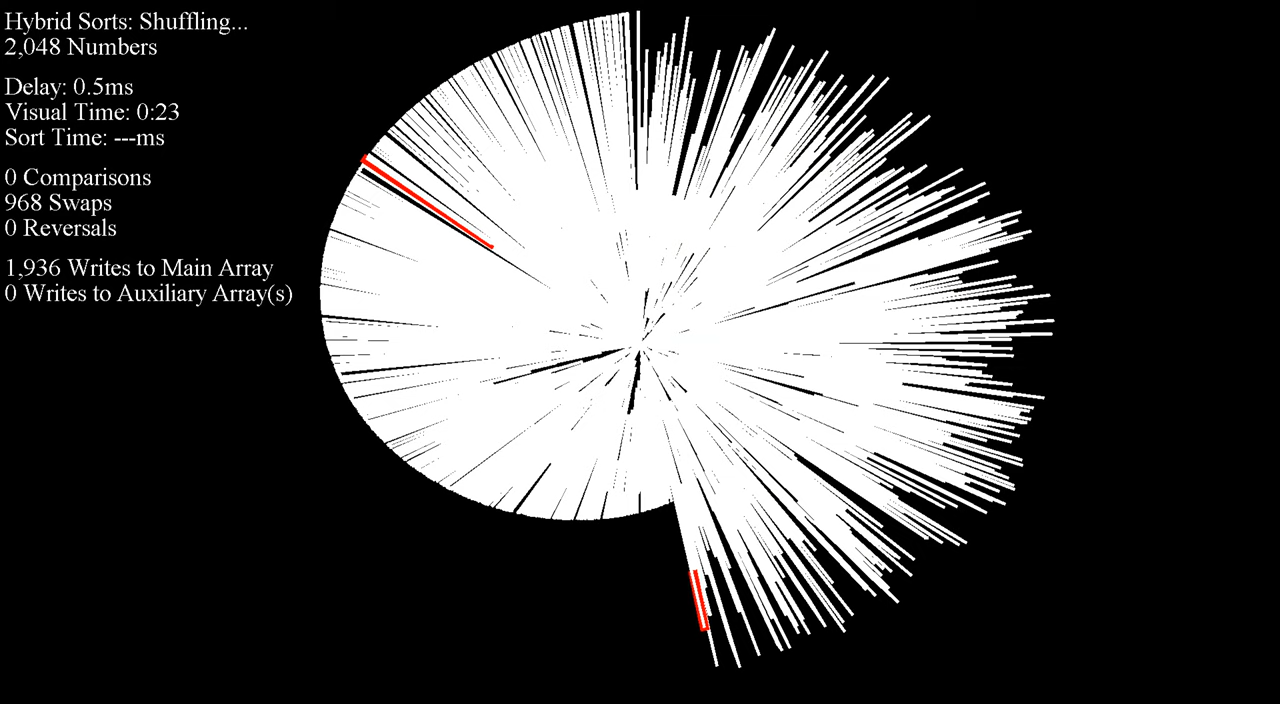 Hybrid Sorts: Shuffling...
2,048 Numbers
Delay: 0.5ms
Visual Time: 0:23
Sort Time: ---ms
0 Comparisons
968 Swaps
0 Reversals
1,936 Writes to Main Array
0 Writes to Auxiliary Array(s)